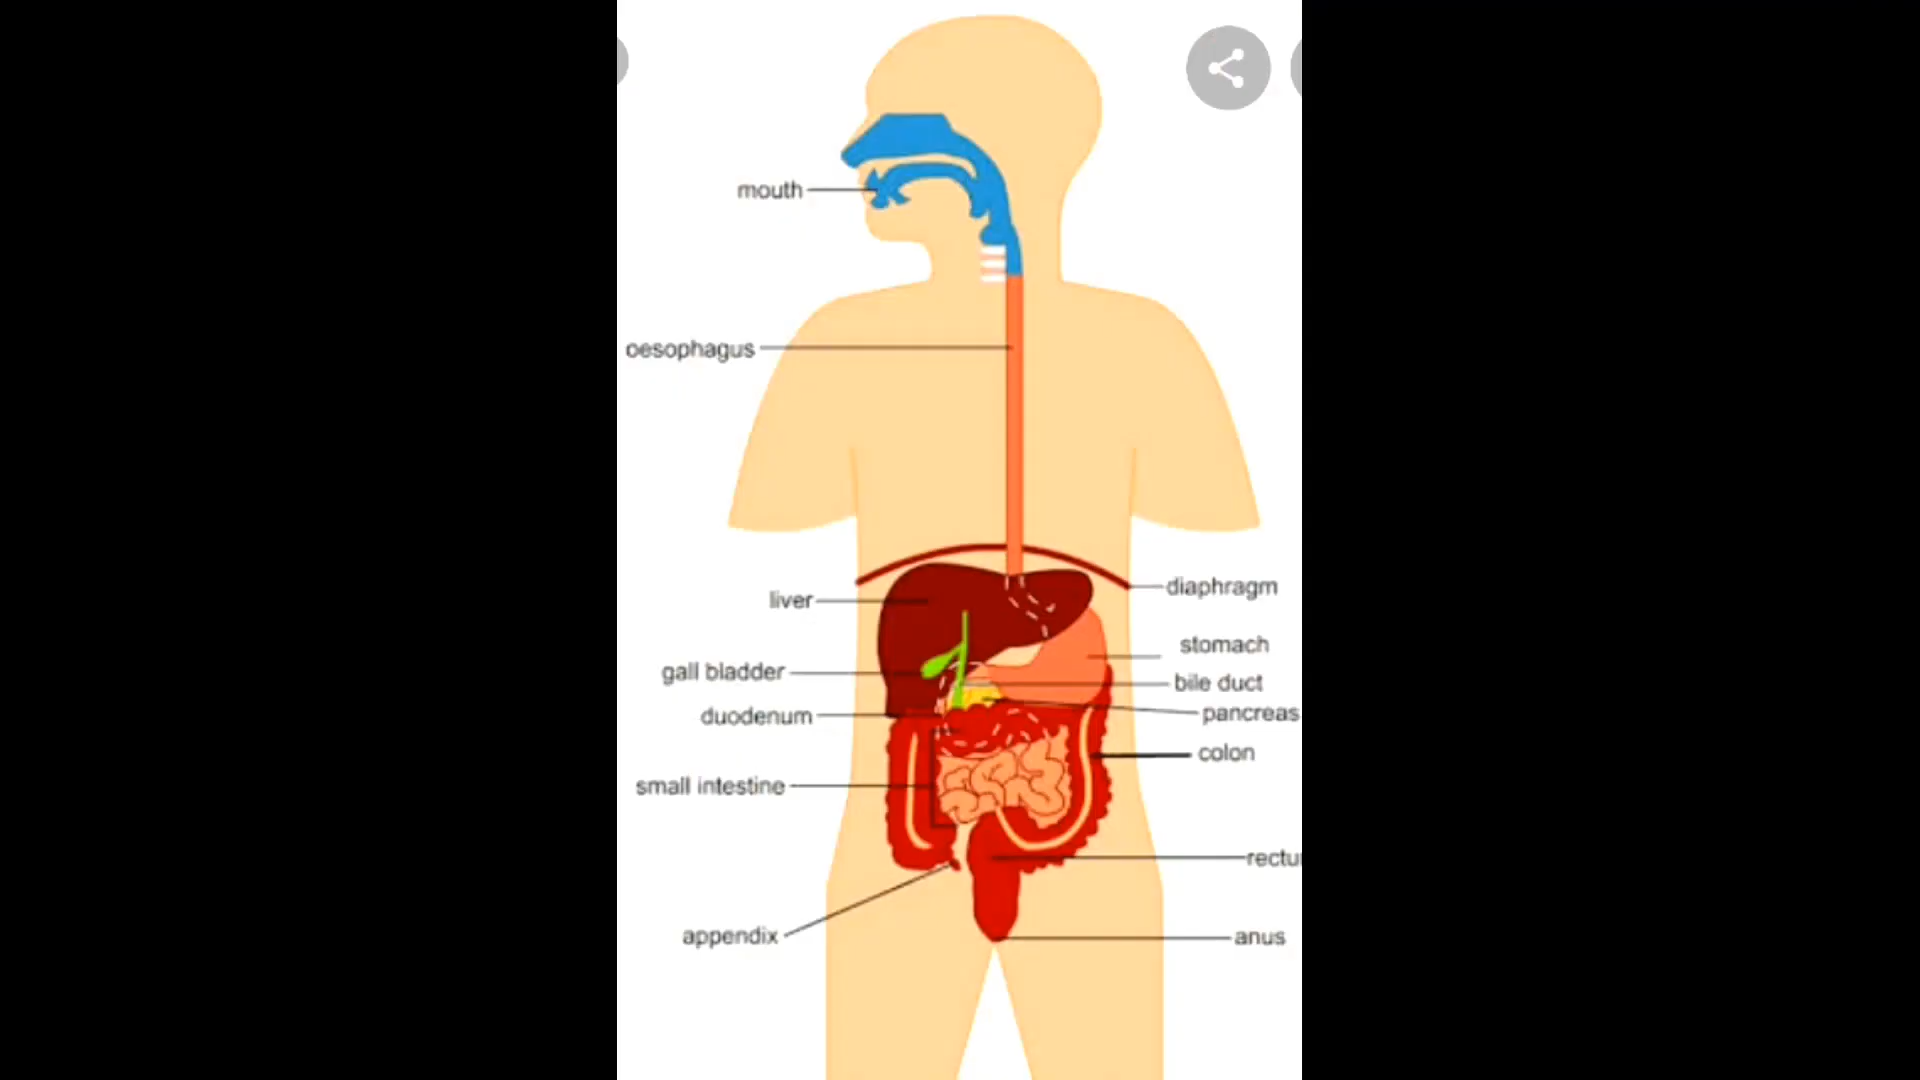 mouth
oesophagus
liver
diaphragm
stomach
gall bladder
bile duct
duodenum
pancreas
colon
small intestine
rectu
appendix
anus